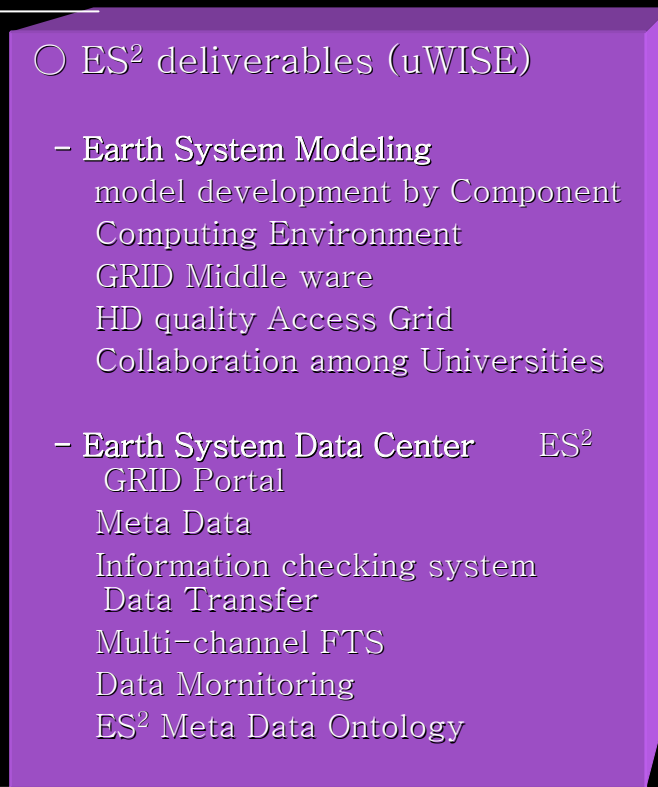 ○ ES² deliverables (uWISE)
- Earth System Modeling
model development by Component
Computing Environment
GRID Middle ware
HD quality Access Grid
Collaboration among Universities
- Earth System Data Center ES²
GRID Portal
Meta Data
Information checking system
Data Transfer
Multi-channel FTS
Data Mornitoring
ES² Meta Data Ontology